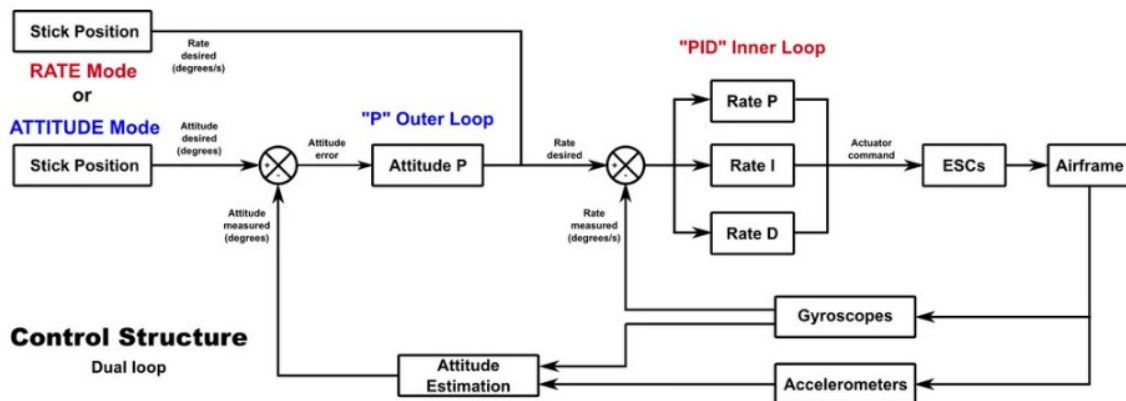 Stick Position
Rate
desired
(degrees/s)
RATE Mode
or
ATTITUDE Mode
Stick Position
Attitude
desired
(degrees)
+
-
Attitude
error
"P" Outer Loop
Attitude P
Rate
desired
+
-
"PID" Inner Loop
Rate P
Rate I
Rate D
Actuator
command
ESCs
Airframe
Attitude
measured
(degrees)
Rate
measured
(degrees/s)
Gyroscopes
Control Structure
Dual loop
Attitude
Estimation
Accelerometers